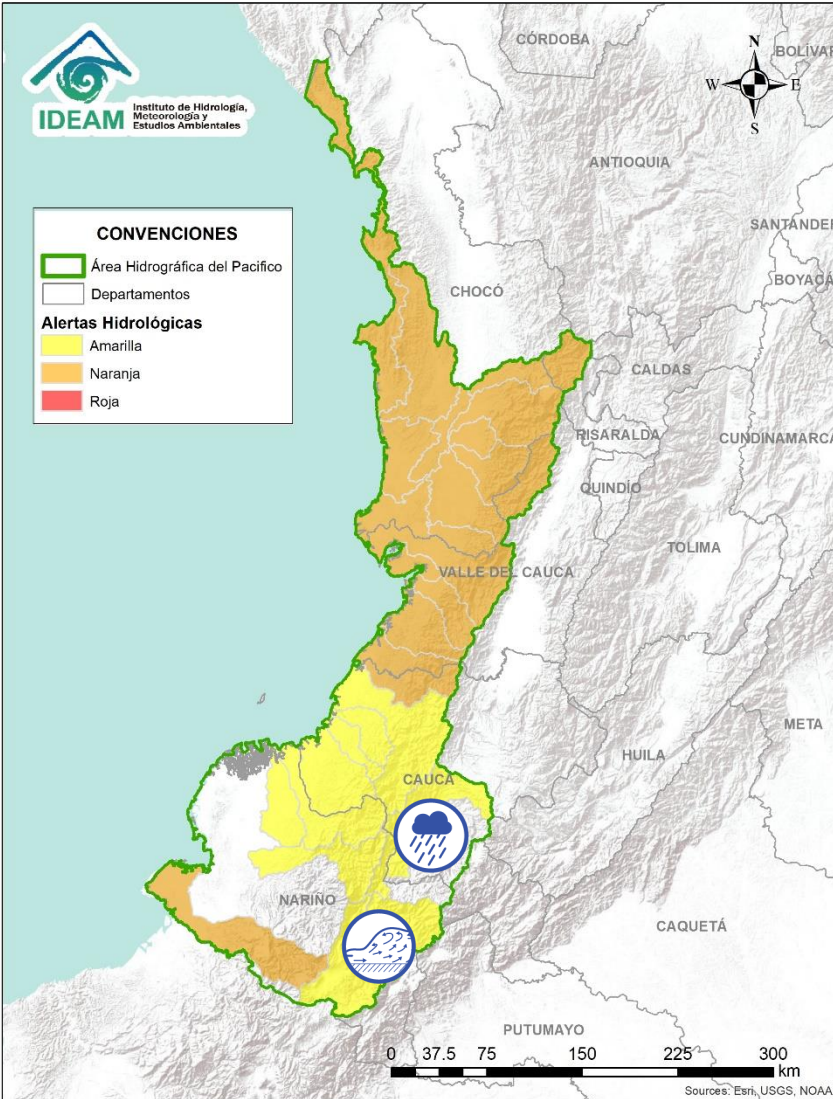 IDEAM
Instituto de Hidrología,
Meteorología y
Estudios Ambientales
N
W
E
S
CÓRDOBA
BOLÍVAR
ANTIOQUIA
SANTANDER
BOYACÁ
CHOCÓ
CALDAS
RISARALDA
CUNDINAMARCA
QUINDÍO
TOLIMA
VALLE DEL CAUCA
META
HUILA
CAUCA
NARIÑO
CAQUETÁ
PUTUMAYO
CONVENCIONES
Área Hidrográfica del Pacifico
Departamentos
Alertas Hidrológicas
Amarilla
Naranja
Roja
0 37.5 75 150 225 300
km
Sources: Esri, USGS, NOAA